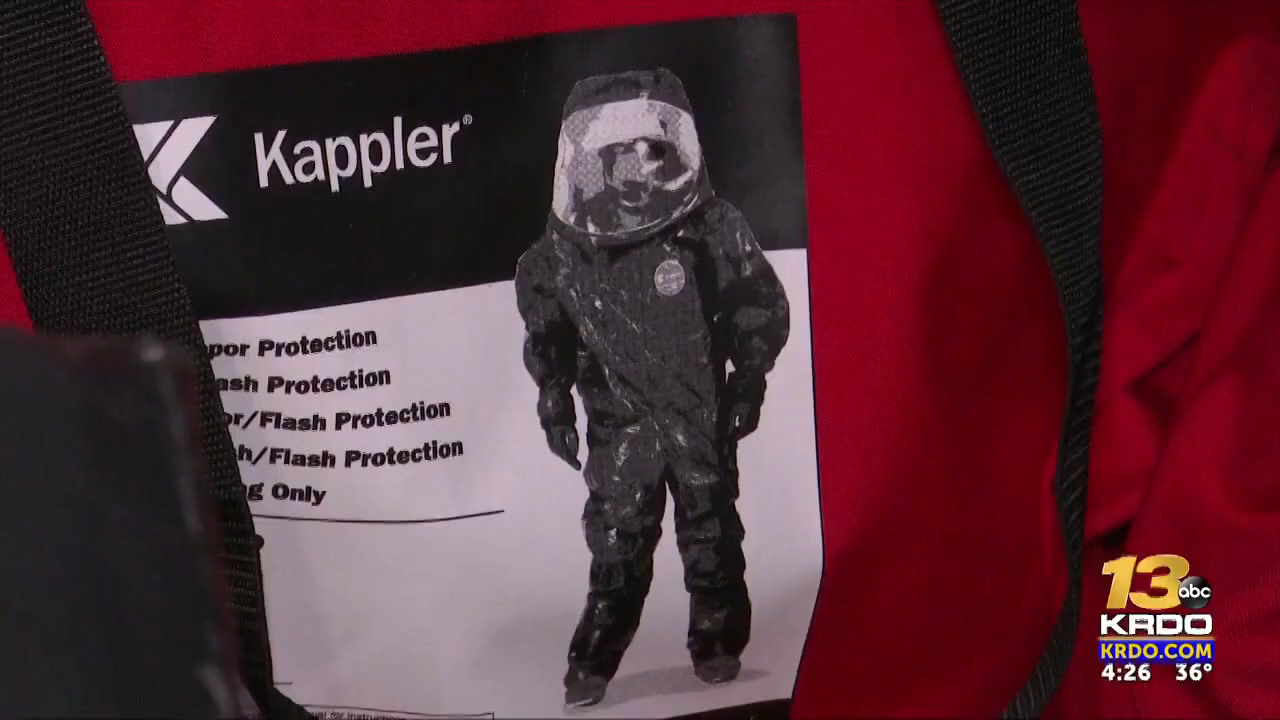 Kappler®
por Protection
ash Protection
or/Flash Protection
h/Flash Protection
g Only
13 abc
KRDO
KRDO.COM
4:26 36°